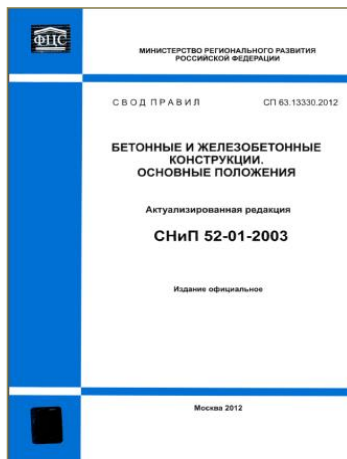 ФЦС
МИНИСТЕРСТВО РЕГИОНАЛЬНОГО РАЗВИТИЯ
РОССИЙСКОЙ ФЕДЕРАЦИИ
СВОД ПРАВИЛ
СП 63.13330.2012
БЕТОННЫЕ И ЖЕЛЕЗОБЕТОННЫЕ
КОНСТРУКЦИИ.
ОСНОВНЫЕ ПОЛОЖЕНИЯ
Актуализированная редакция
СНиП 52-01-2003
Издание официальное
Москва 2012